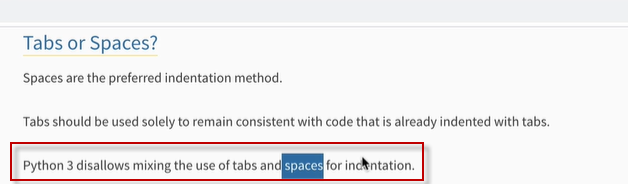 Tabs or Spaces?
Spaces are the preferred indentation method.
Tabs should be used solely to remain consistent with code that is already indented with tabs.
Python 3 disallows mixing the use of tabs and spaces for indentation.